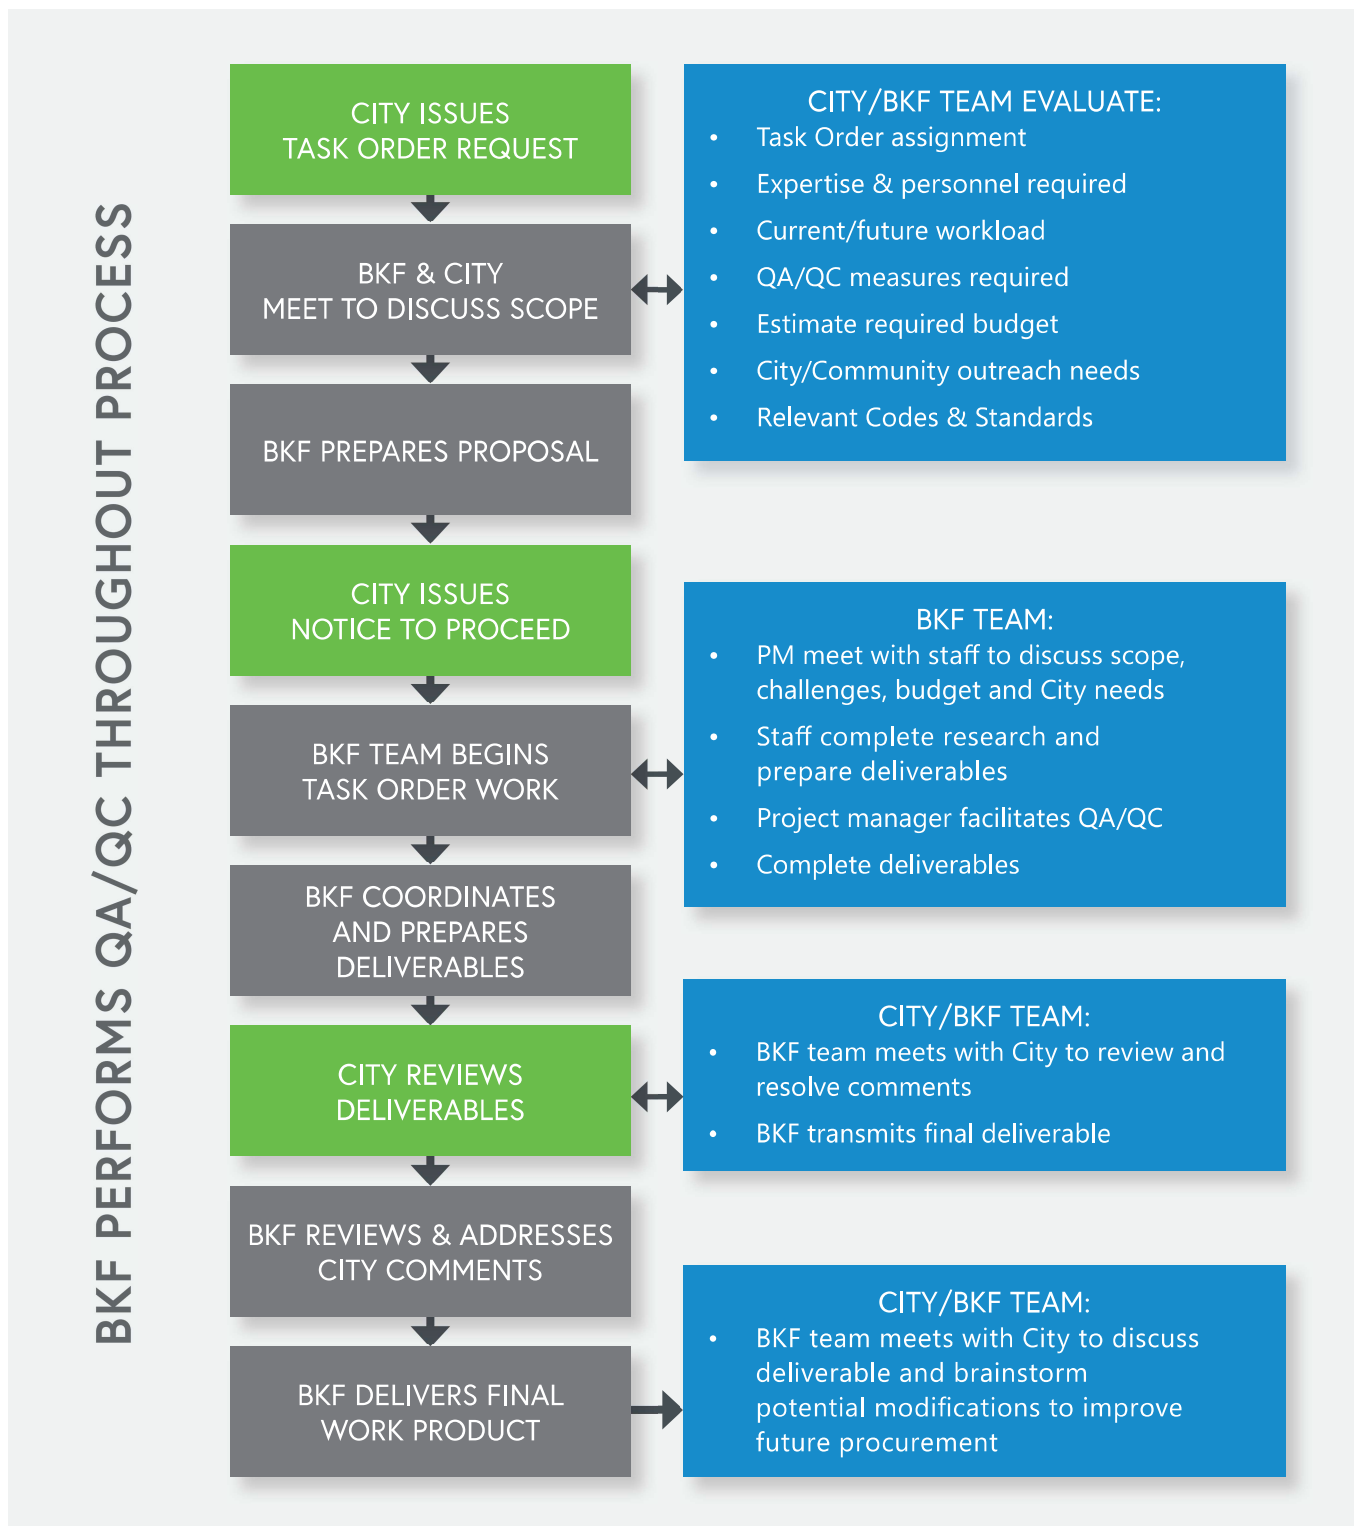 BKF PERFORMS QA/QC THROUGHOUT PROCESS
CITY ISSUES
TASK ORDER REQUEST
CITY/BKF TEAM EVALUATE:
• Task Order assignment
• Expertise & personnel required
• Current/future workload
• QA/QC measures required
• Estimate required budget
• City/Community outreach needs
• Relevant Codes & Standards
BKF & CITY
MEET TO DISCUSS SCOPE
BKF PREPARES PROPOSAL
CITY ISSUES
NOTICE TO PROCEED
BKF TEAM BEGINS
TASK ORDER WORK
BKF TEAM:
• PM meet with staff to discuss scope,
challenges, budget and City needs
• Staff complete research and
prepare deliverables
• Project manager facilitates QA/QC
• Complete deliverables
BKF COORDINATES
AND PREPARES
DELIVERABLES
CITY REVIEWS
DELIVERABLES
CITY/BKF TEAM:
• BKF team meets with City to review and
resolve comments
• BKF transmits final deliverable
BKF REVIEWS & ADDRESSES
CITY COMMENTS
BKF DELIVERS FINAL
WORK PRODUCT
CITY/BKF TEAM:
• BKF team meets with City to discuss
deliverable and brainstorm
potential modifications to improve
future procurement